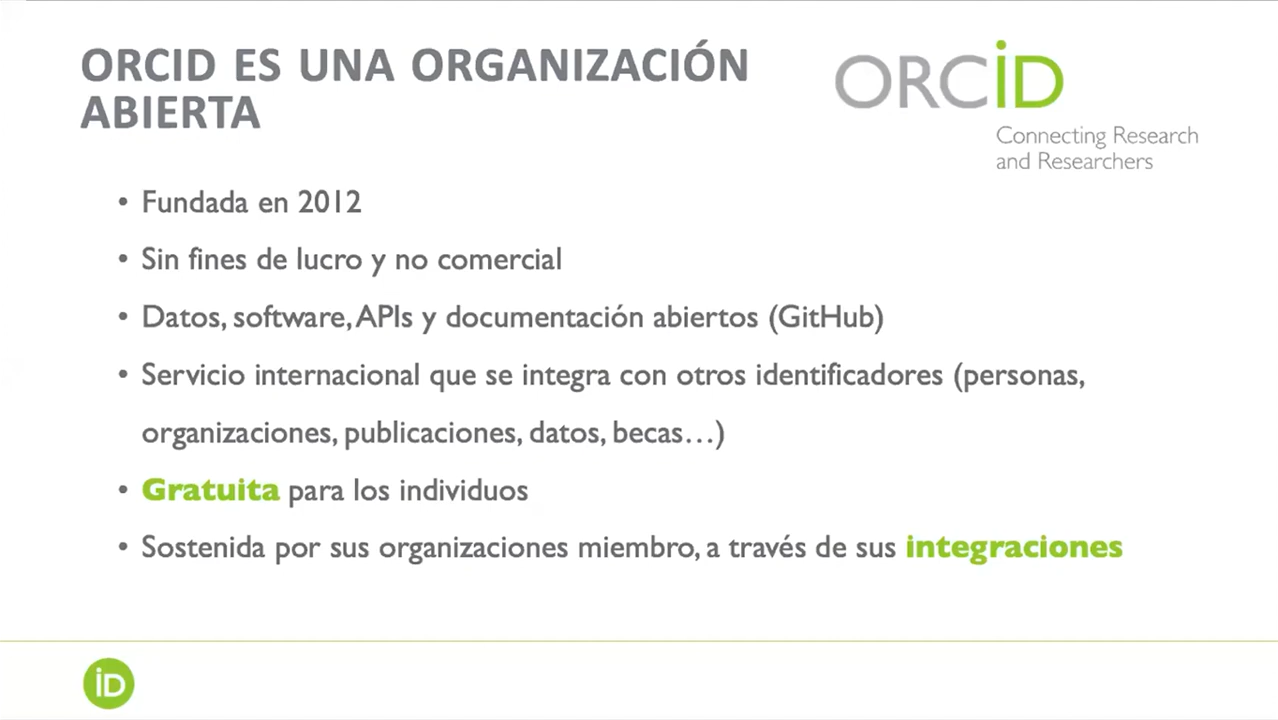 ORCID ES UNA ORGANIZACIÓN
ABIERTA
ORCID
Connecting Research
and Researchers
• Fundada en 2012
• Sin fines de lucro y no comercial
• Datos, software, APIs y documentación abiertos (GitHub)
• Servicio internacional que se integra con otros identificadores (personas,
organizaciones, publicaciones, datos, becas…)
• Gratuita para los individuos
• Sostenida por sus organizaciones miembro, a través de sus integraciones
iD